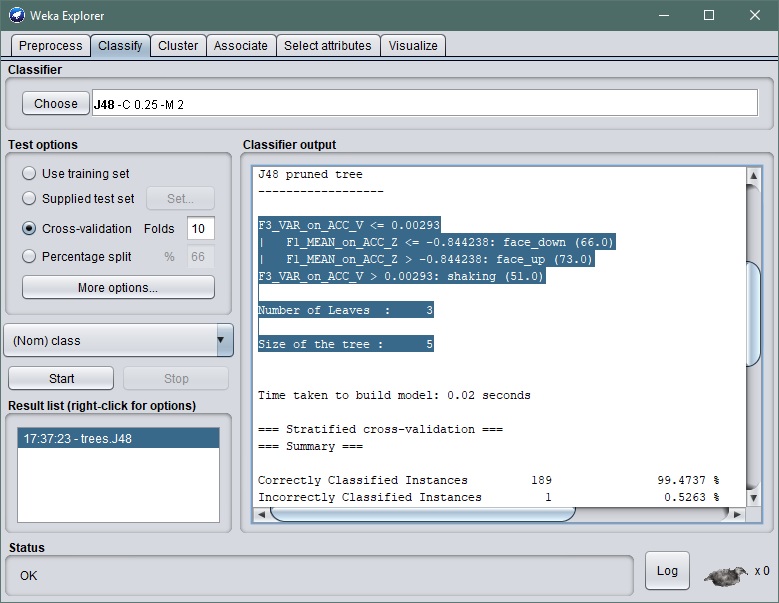 Weka Explorer
Preprocess Classify Cluster Associate Select attributes Visualize
Classifier
Choose J48 -C 0.25 -M 2
Test options
Use training set
Supplied test set Set...
Cross-validation Folds 10
Percentage split % 66
More options...
(Nom) class
Start Stop
Result list (right-click for options)
17:37:23 - trees.J48
Classifier output
J48 pruned tree
------------------
F3_VAR_on_ACC_V <= 0.00293
|   F1_MEAN_on_ACC_Z <= -0.844238: face_down (66.0)
|   F1_MEAN_on_ACC_Z > -0.844238: face_up (73.0)
F3_VAR_on_ACC_V > 0.00293: shaking (51.0)
Number of Leaves  :     3
Size of the tree :     5
Time taken to build model: 0.02 seconds
=== Stratified cross-validation ===
=== Summary ===
Correctly Classified Instances         189               99.4737 %
Incorrectly Classified Instances         1                0.5263 %
Status
OK
Log
x 0